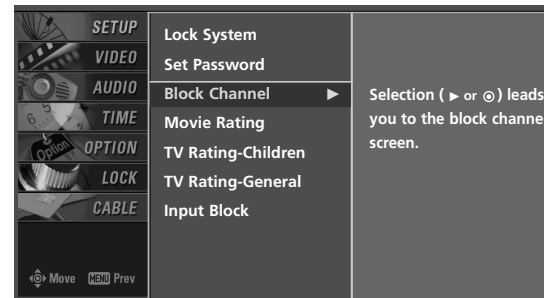 SETUP
VIDEO
AUDIO
TIME
OPTION
LOCK
CABLE
Move MENU Prev
Lock System
Set Password
Block Channel ►
Movie Rating
TV Rating-Children
TV Rating-General
Input Block
Selection ( ► or ◉ ) leads
you to the block channe
screen.